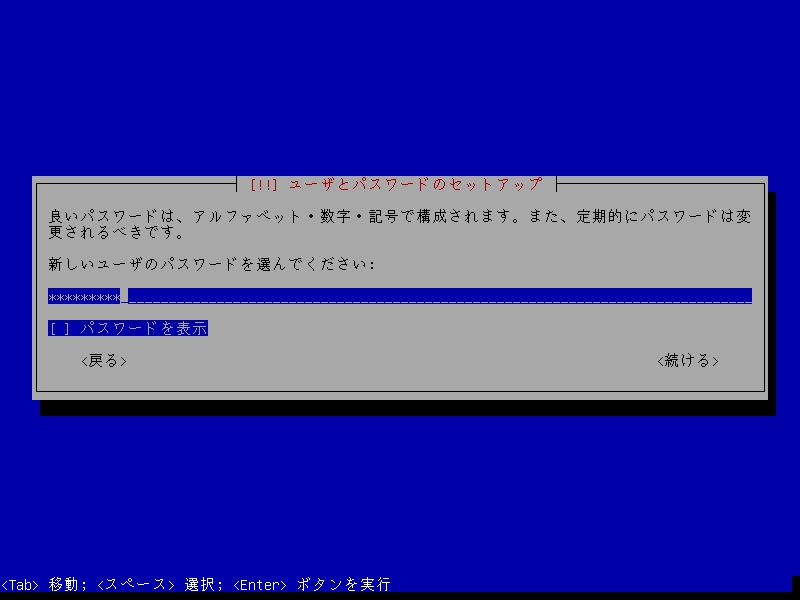 [!!] ユーザとパスワードのセットアップ
良いパスワードは、アルファベット・数字・記号で構成されます。また、定期的にパスワードは変
更されるべきです。
新しいユーザのパスワードを選んでください:
*********
[ ] パスワードを表示
<戻る> <続ける>
<Tab> 移動; <スペース> 選択; <Enter> ボタンを実行